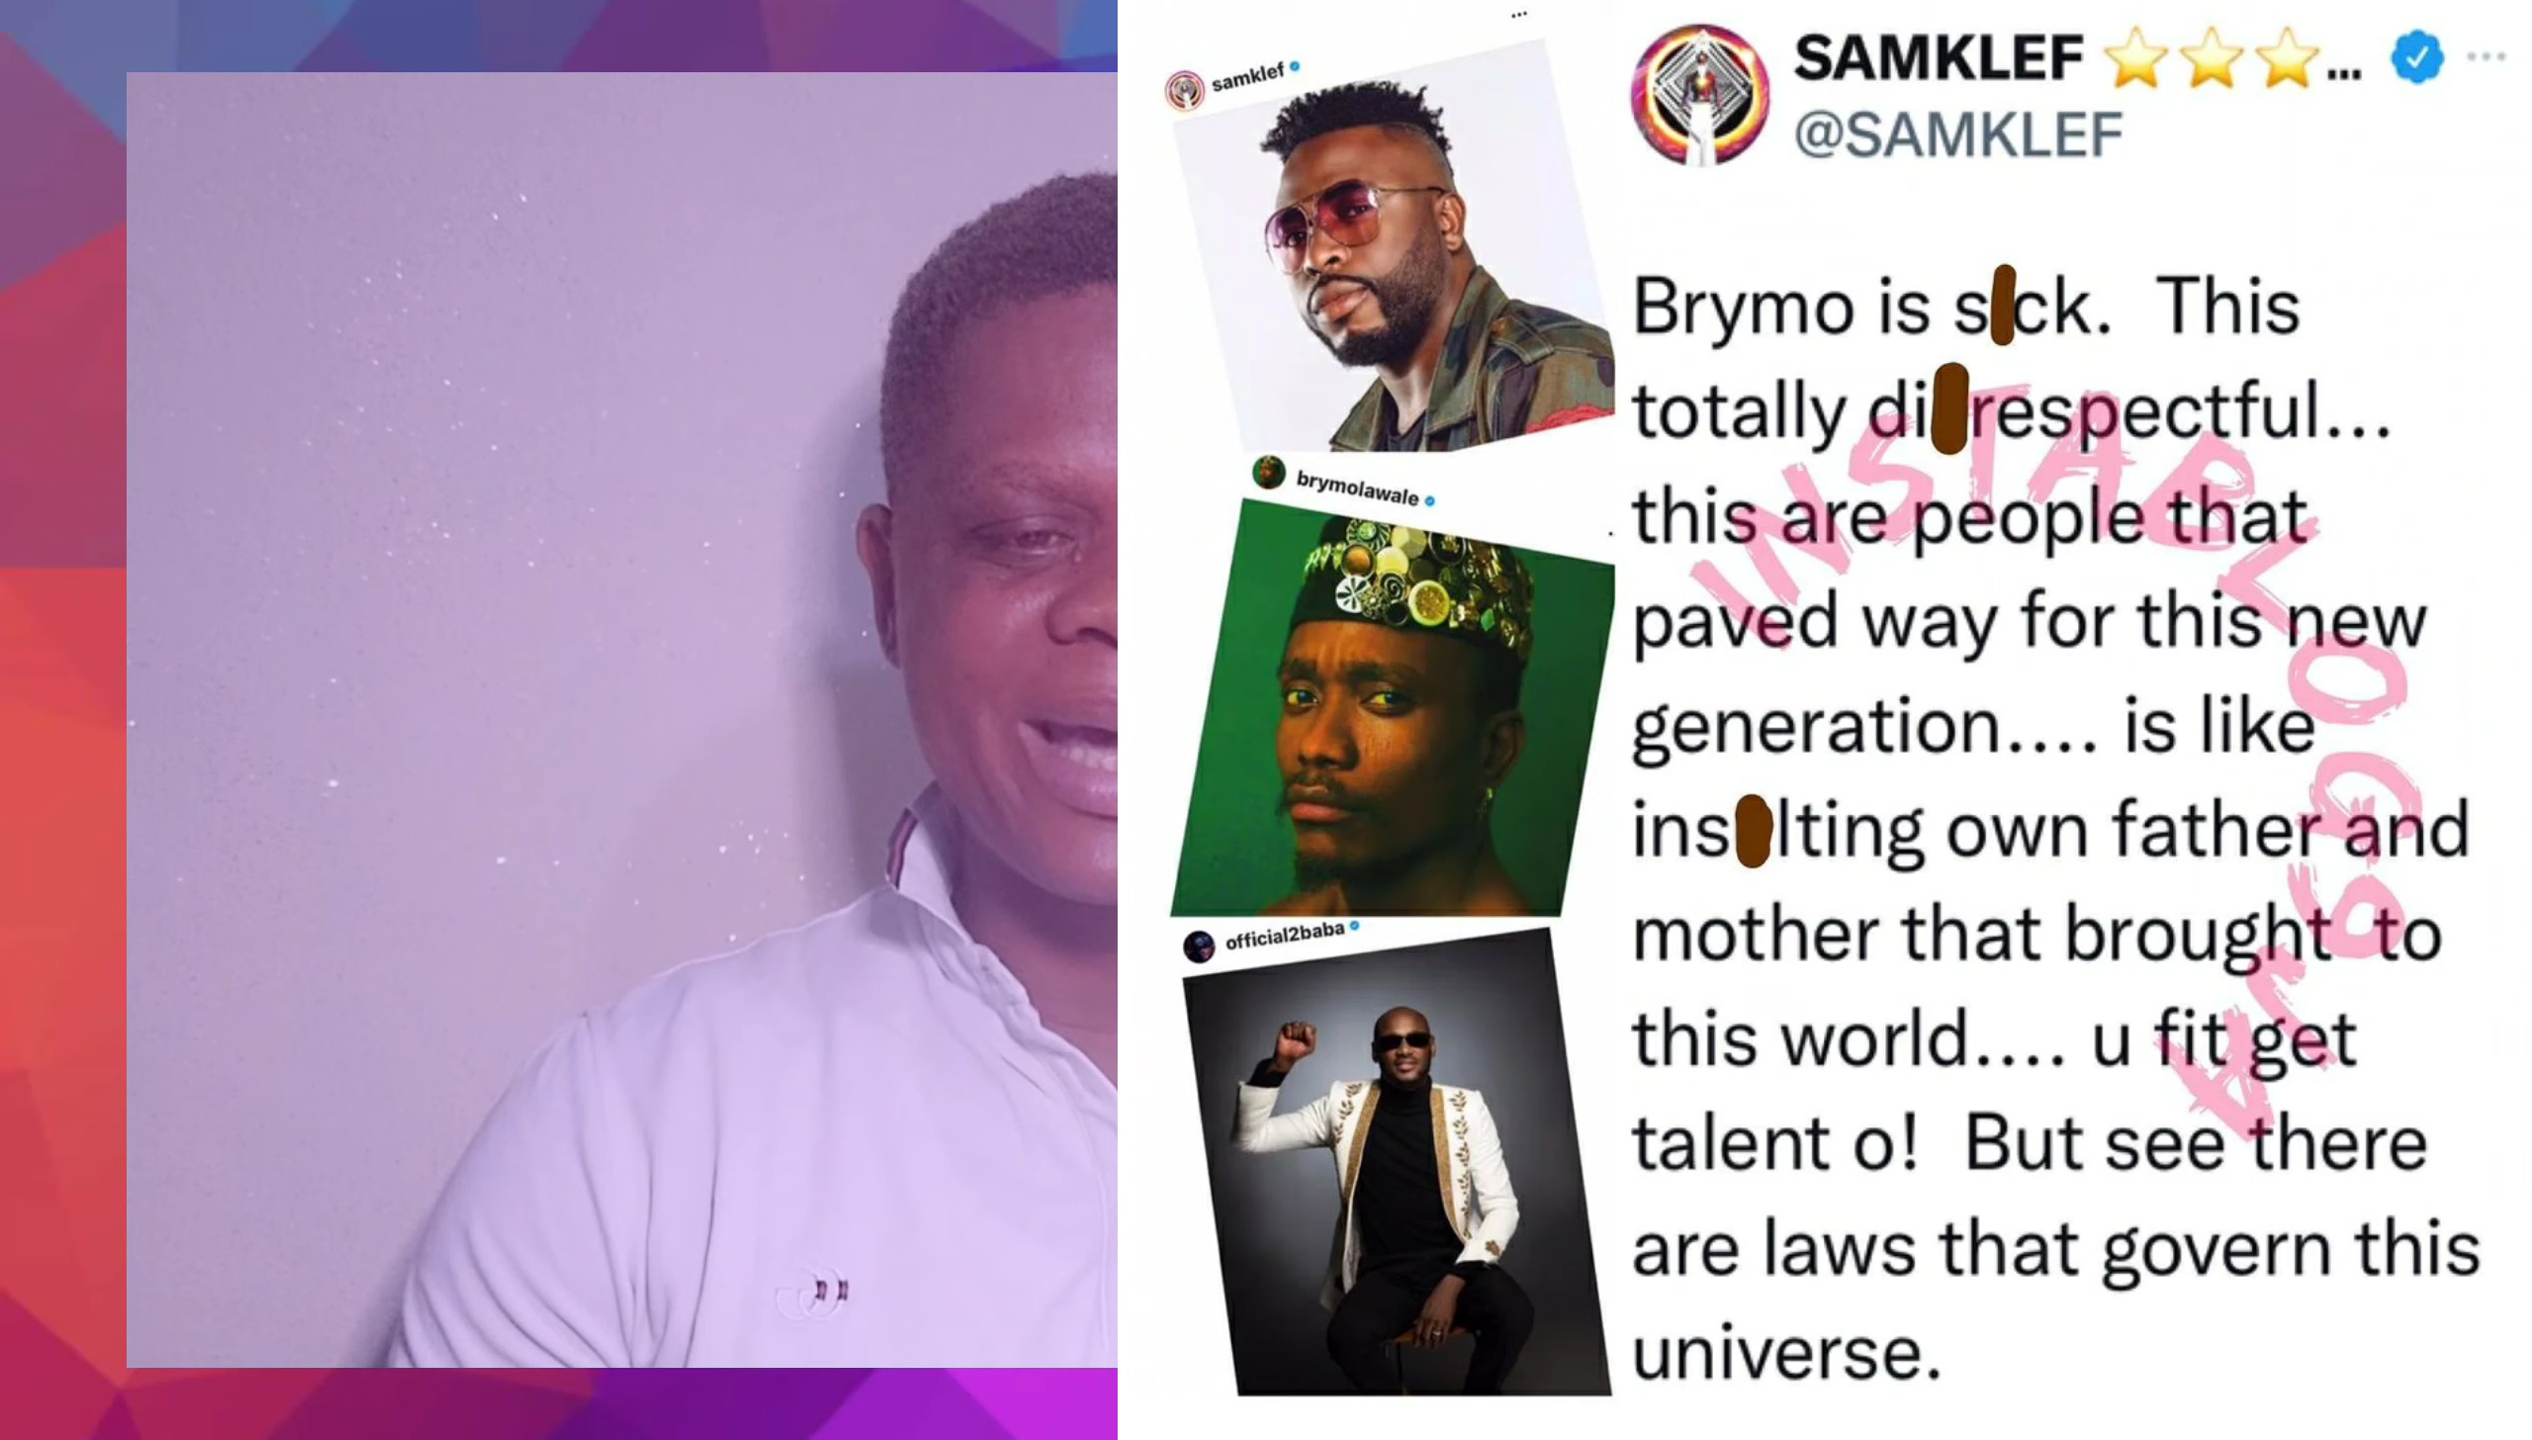 samklef
brymolawale
official2baba
SAMKLEF ⭐⭐⭐...
@SAMKLEF
Brymo is s ck. This
totally di respectful...
this are people that
paved way for this new
generation.... is like
ins lting own father and
mother that brought to
this world.... u fit get
talent o! But see there
are laws that govern this
universe.
INSTABLOG9JA